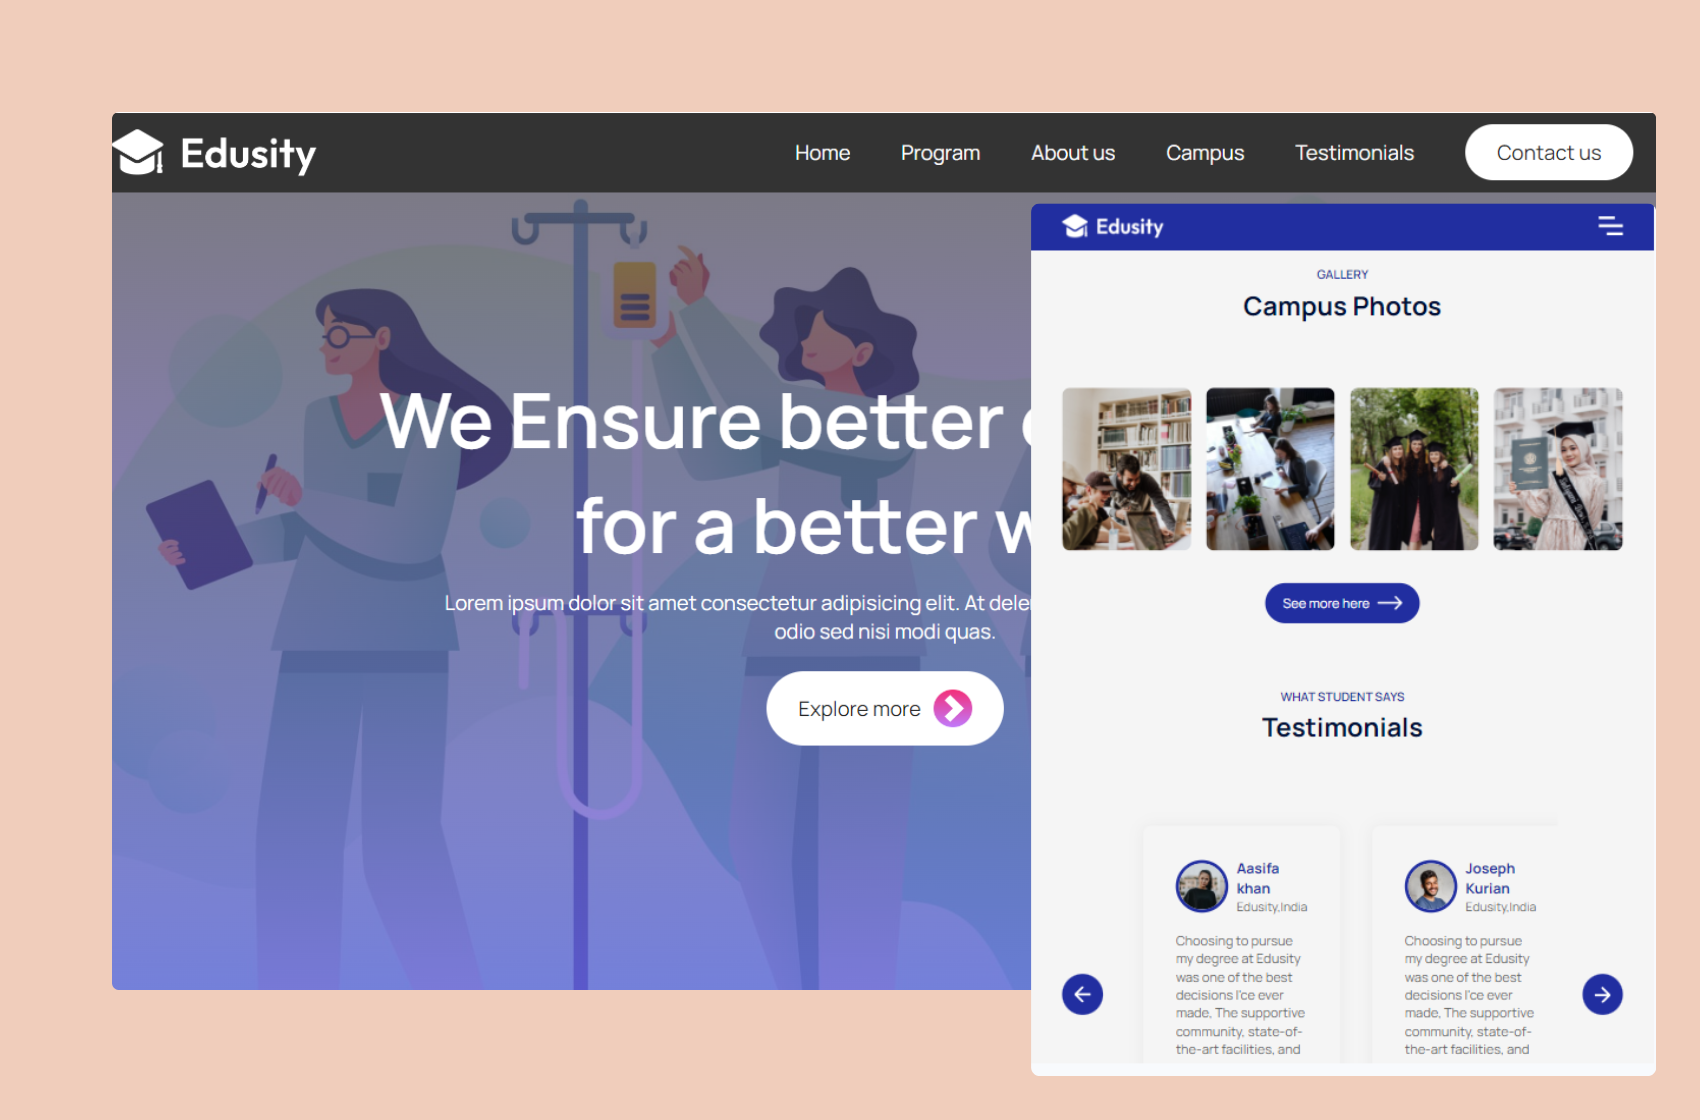 Edusity
Home Program About us Campus Testimonials Contact us
We Ensure better
for a better
Lorem ipsum dolor sit amet consectetur adipisicing elit. At
odio sed nisi modi quas.
Explore more
Edusity
GALLERY
Campus Photos
See more here
WHAT STUDENT SAYS
Testimonials
Aasifa
khan
Edusity,India
Choosing to pursue
my degree at Edusity
was one of the best
decisions I'ce ever
made, The supportive
community, state-of-
the-art facilities, and
Joseph
Kurian
Edusity,India
Choosing to pursue
my degree at Edusity
was one of the best
decisions I'ce ever
made, The supportive
community, state-of-
the-art facilities, and